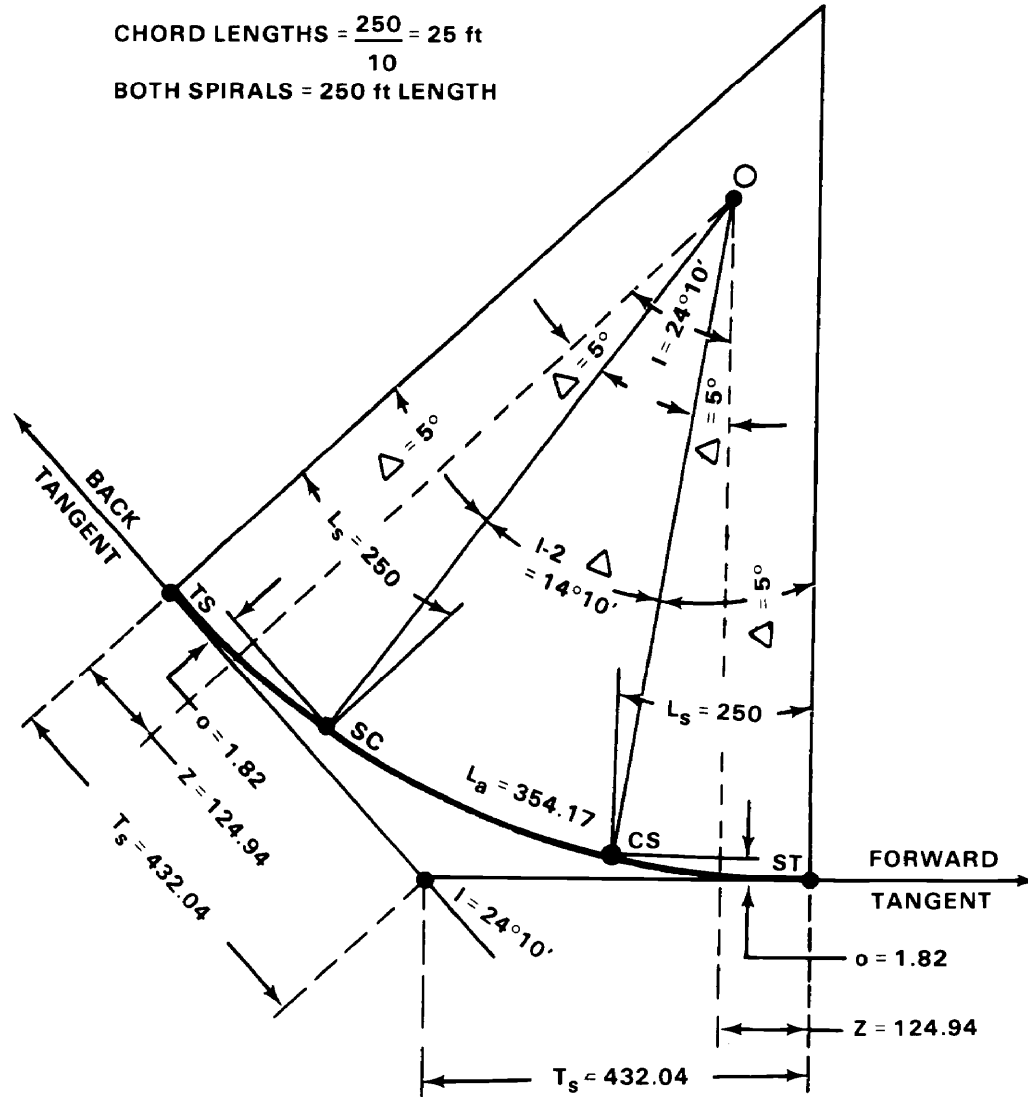 CHORD LENGTHS = 250/10 = 25 ft
BOTH SPIRALS = 250 ft LENGTH
O
I = 24°10'
△ = 5°
△ = 5°
△ = 5°
BACK
TANGENT
Ls = 250
I-2 △
= 14°10'
△ = 5°
TS
Ls = 250
SC
o = 1.82
Z = 124.94
Ts = 432.04
La = 354.17
CS
ST
FORWARD
TANGENT
I = 24°10'
o = 1.82
Z = 124.94
Ts = 432.04